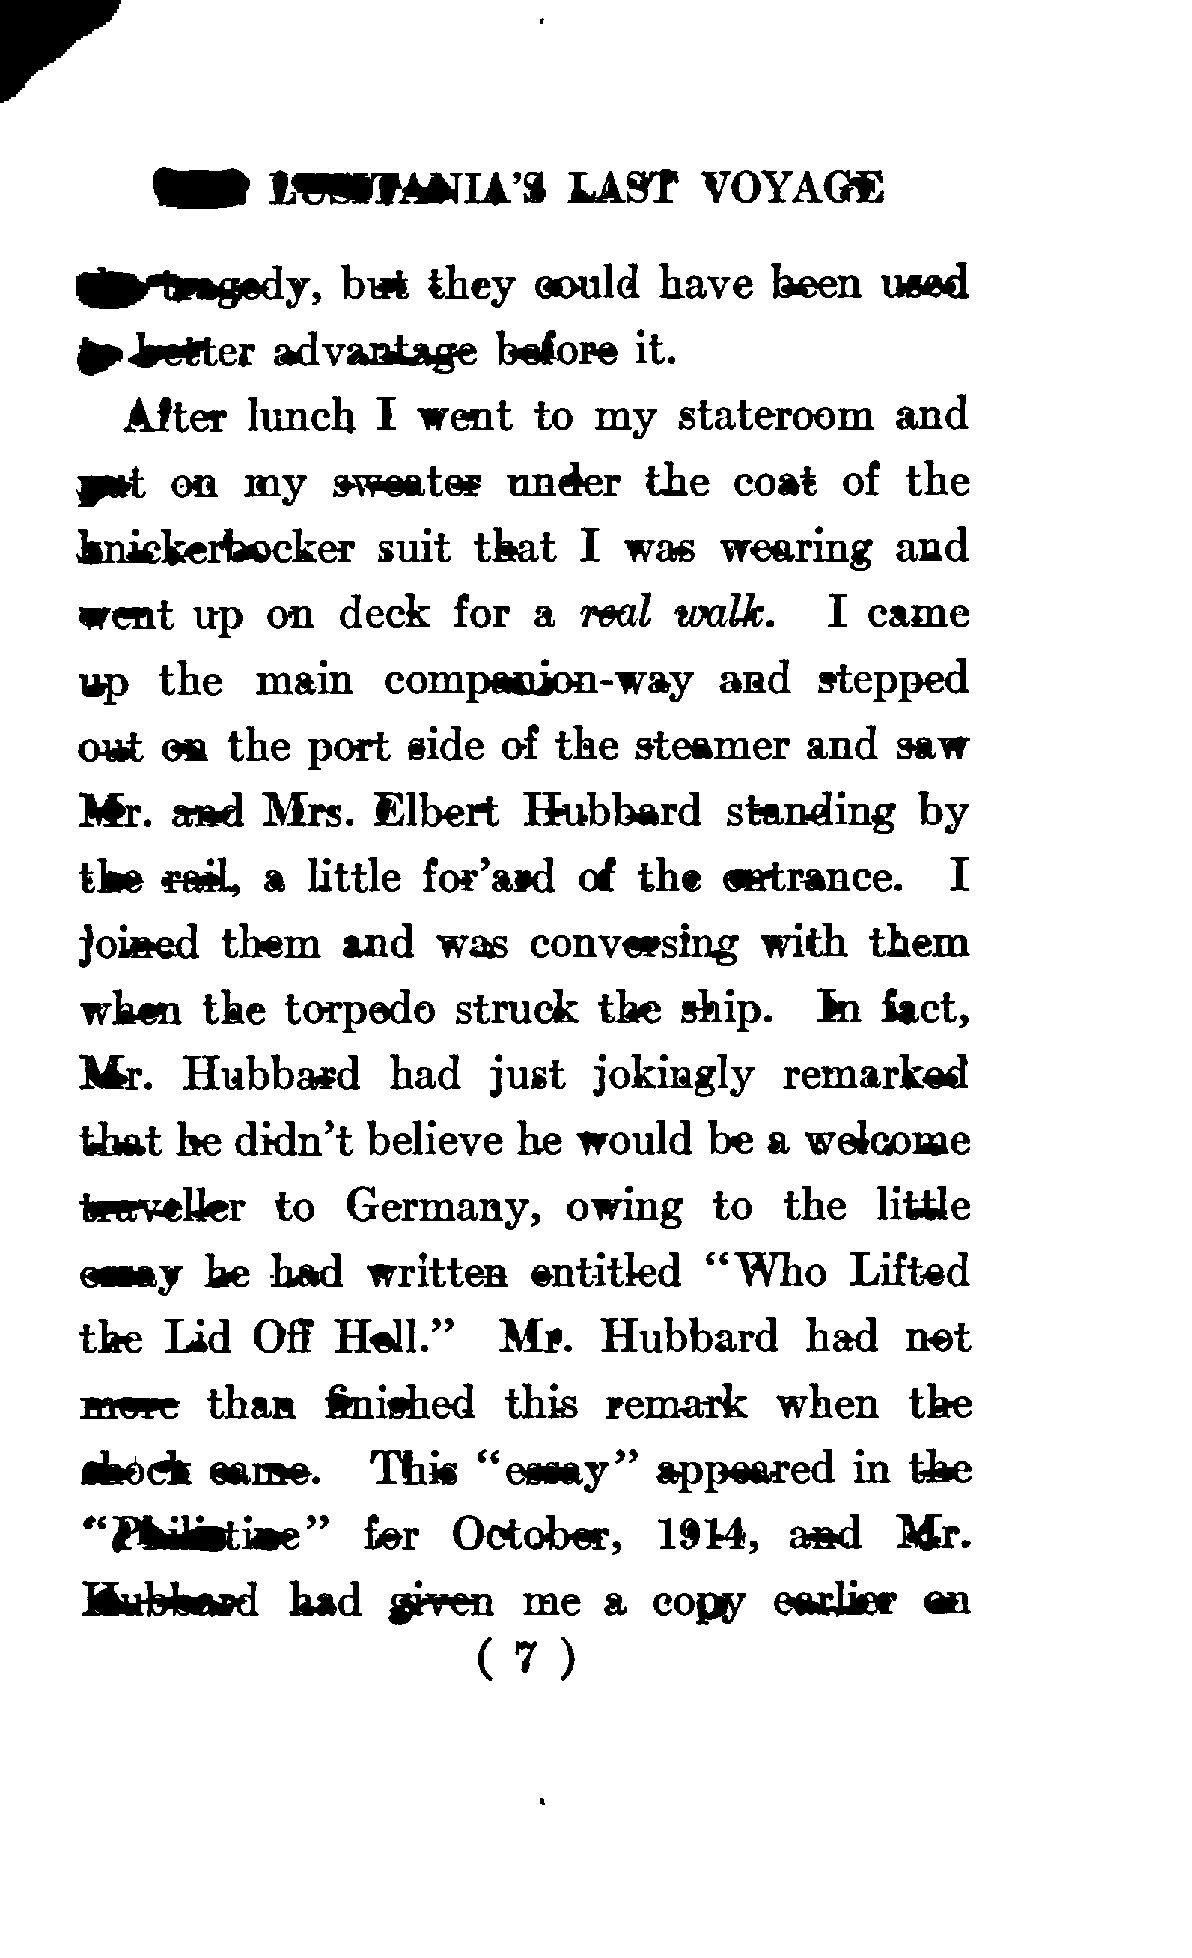 LUSITANIA'S LAST VOYAGE
tragedy, but they could have been used
to better advantage before it.
After lunch I went to my stateroom and
put on my sweater under the coat of the
knickerbocker suit that I was wearing and
went up on deck for a real walk. I came
up the main companion-way and stepped
out on the port side of the steamer and saw
Mr. and Mrs. Elbert Hubbard standing by
the rail, a little for'ard of the entrance. I
joined them and was conversing with them
when the torpedo struck the ship. In fact,
Mr. Hubbard had just jokingly remarked
that he didn't believe he would be a welcome
traveller to Germany, owing to the little
essay he had written entitled "Who Lifted
the Lid Off Hell." Mr. Hubbard had not
more than finished this remark when the
shock came. This "essay" appeared in the
"Philistine" for October, 1914, and Mr.
Hubbard had given me a copy earlier on
( 7 )